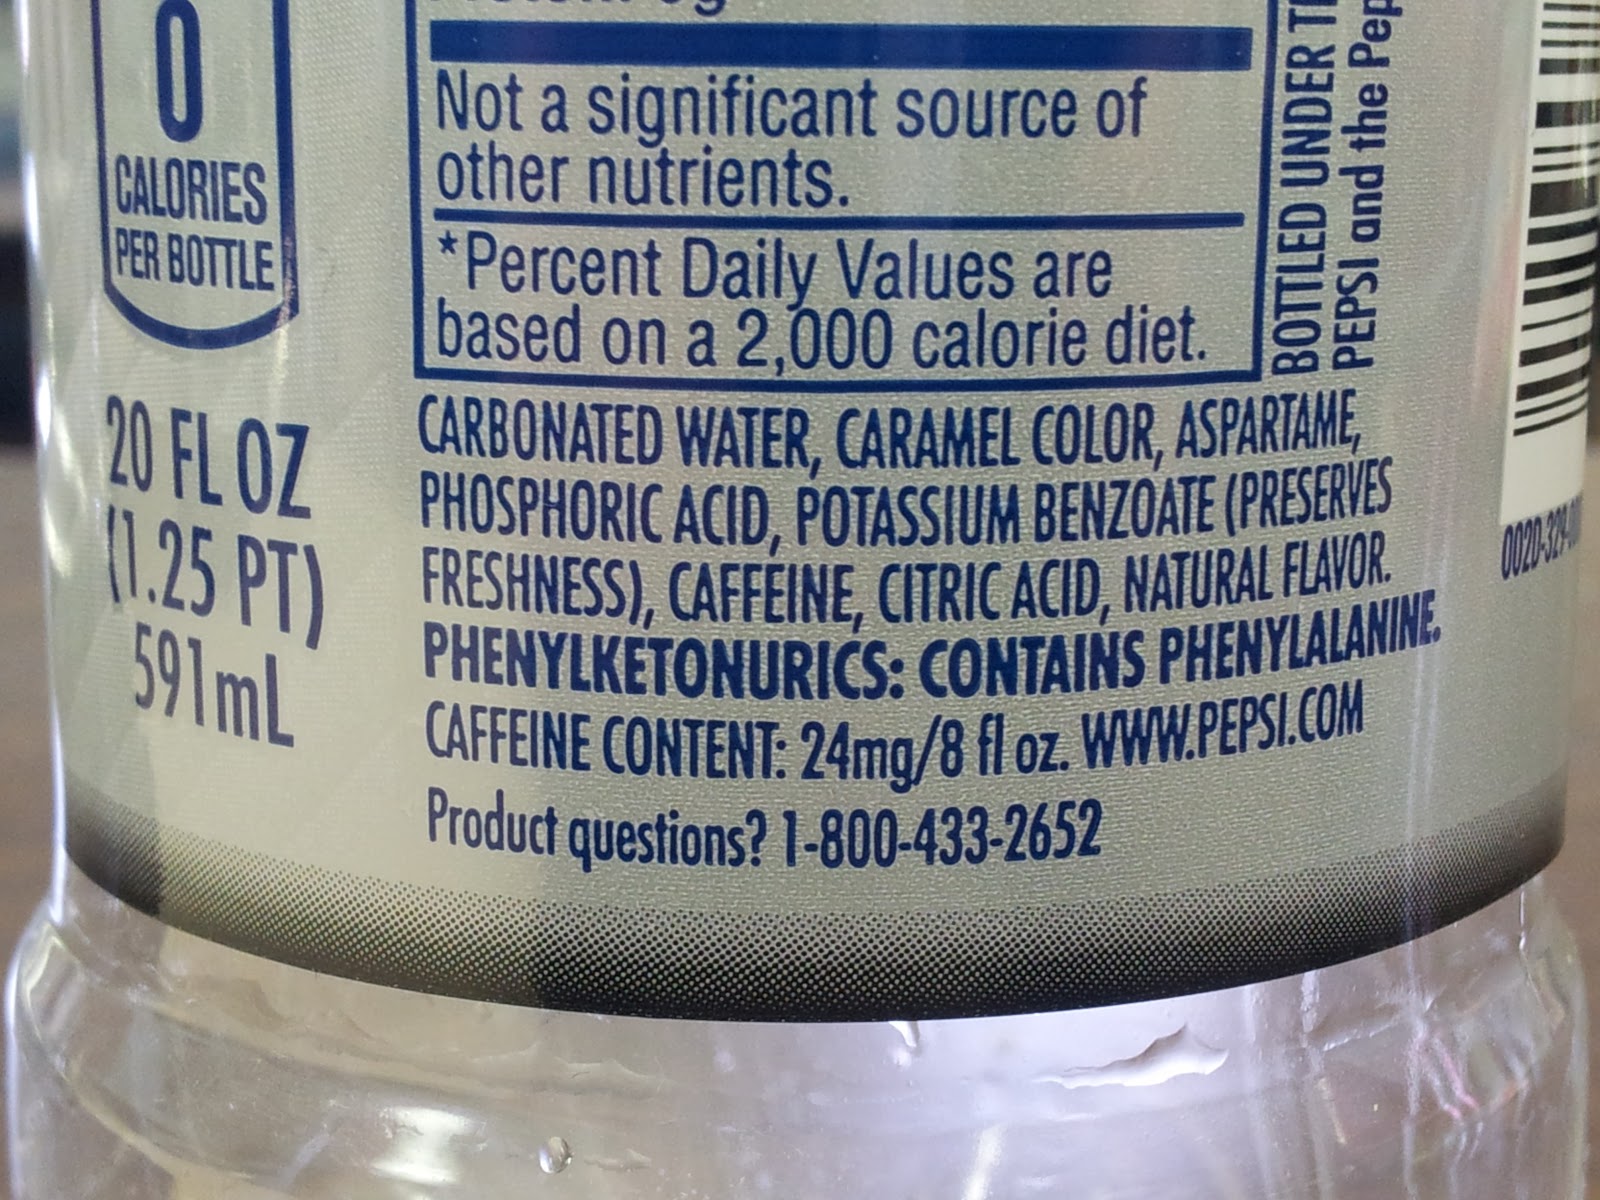 0
CALORIES
PER BOTTLE
20 FL OZ
(1.25 PT)
591mL
Not a significant source of
other nutrients.
*Percent Daily Values are
based on a 2,000 calorie diet.
CARBONATED WATER, CARAMEL COLOR, ASPARTAME,
PHOSPHORIC ACID, POTASSIUM BENZOATE (PRESERVES
FRESHNESS), CAFFEINE, CITRIC ACID, NATURAL FLAVOR.
PHENYLKETONURICS: CONTAINS PHENYLALANINE.
CAFFEINE CONTENT: 24mg/8 fl oz. WWW.PEPSI.COM
Product questions? 1-800-433-2652
BOTTLED UNDER
PEPSI and the